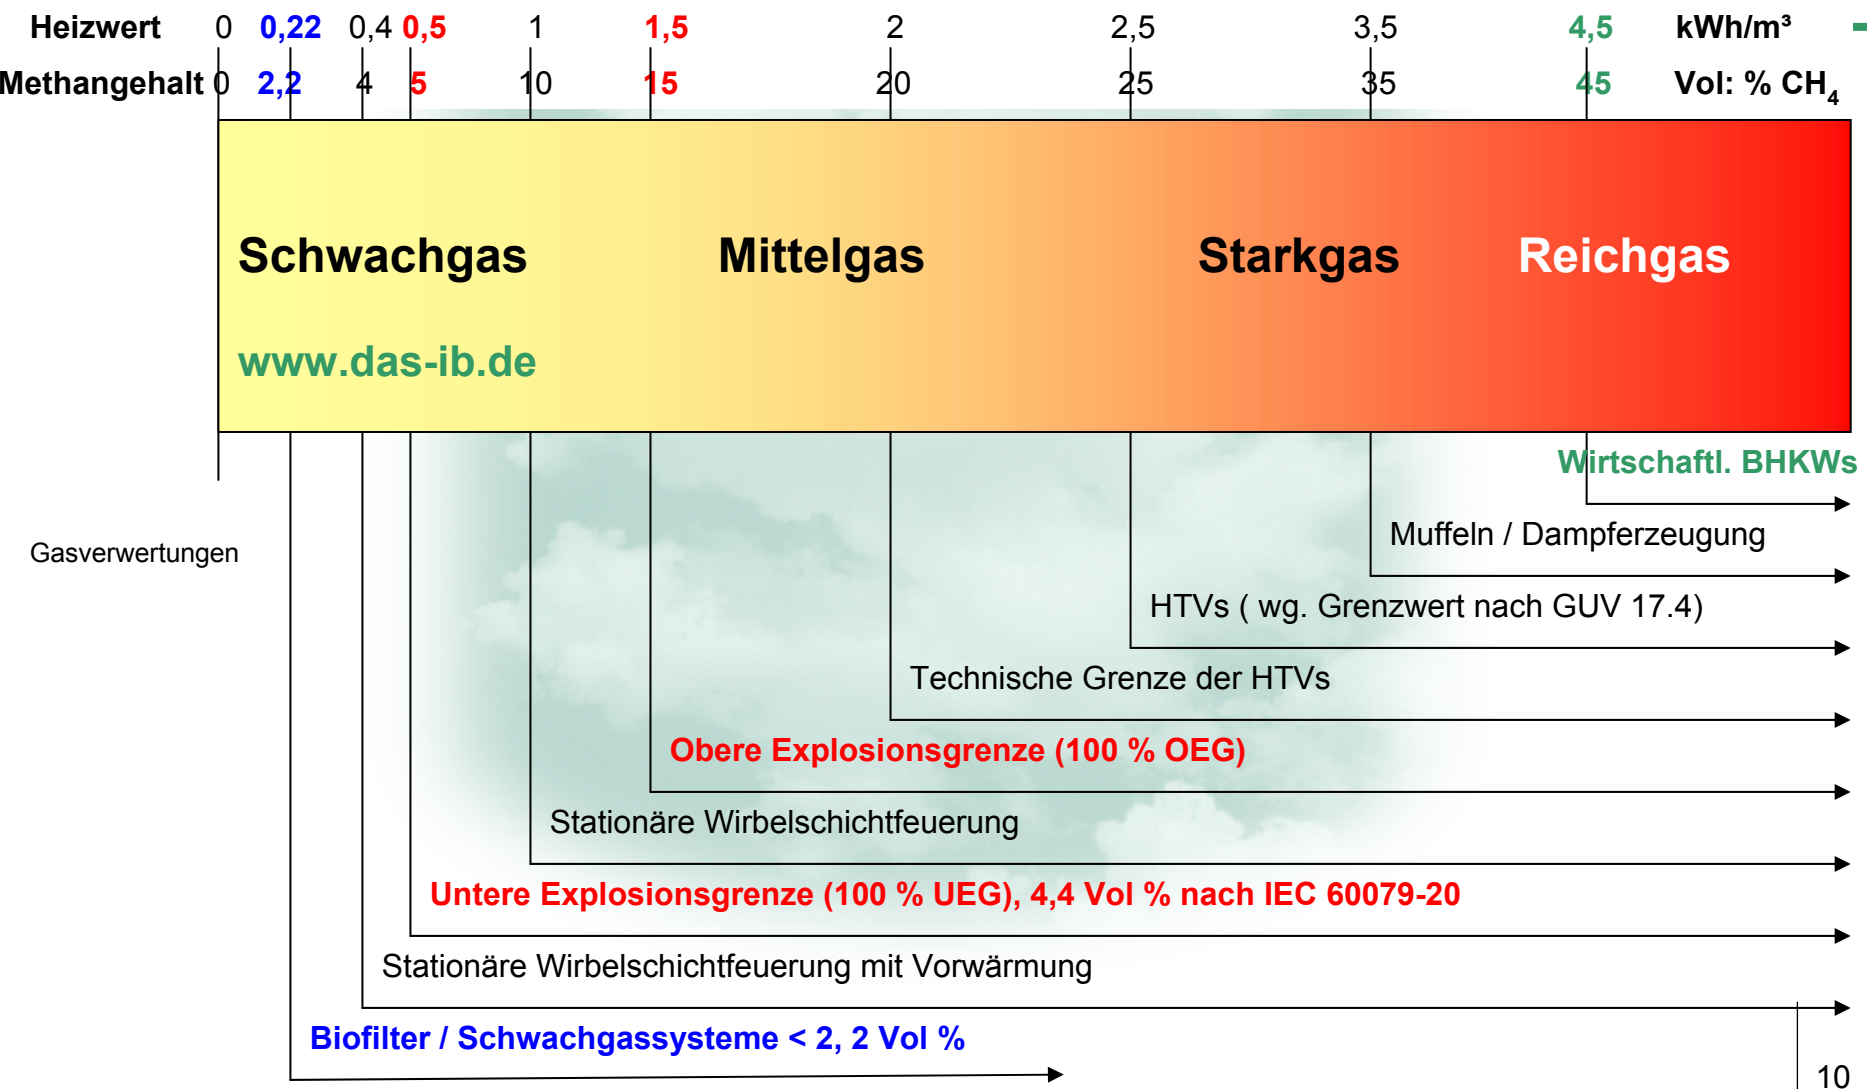 Heizwert 0 0,22 0,4 0,5 1 1,5 2 2,5 3,5 4,5 kWh/m³
Methangehalt 0 2,2 4 5 10 15 20 25 35 45 Vol: % CH₄
Schwachgas Mittelgas Starkgas Reichgas
www.das-ib.de
Wirtschaftl. BHKWs
Muffeln / Dampferzeugung
Gasverwertungen
HTVs ( wg. Grenzwert nach GUV 17.4)
Technische Grenze der HTVs
Obere Explosionsgrenze (100 % OEG)
Stationäre Wirbelschichtfeuerung
Untere Explosionsgrenze (100 % UEG), 4,4 Vol % nach IEC 60079-20
Stationäre Wirbelschichtfeuerung mit Vorwärmung
Biofilter / Schwachgassysteme < 2, 2 Vol %
10